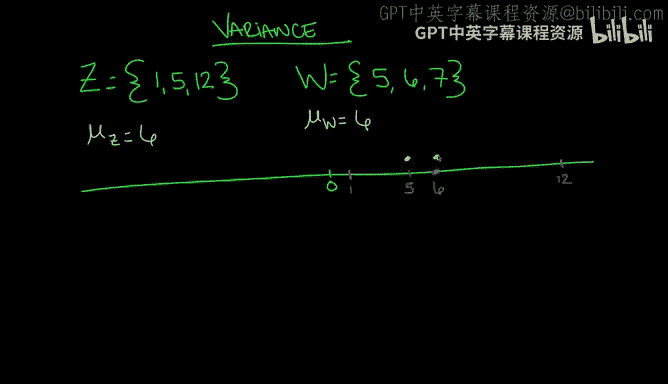 GPT中英字幕课程资源@bilibili.com
VARIANCE
GPT中英字幕课程资源 bilibili
Z = {1, 5, 12} W = {5, 6, 7}
μ_Z = 6 μ_W = 6
0 1 5 6 12